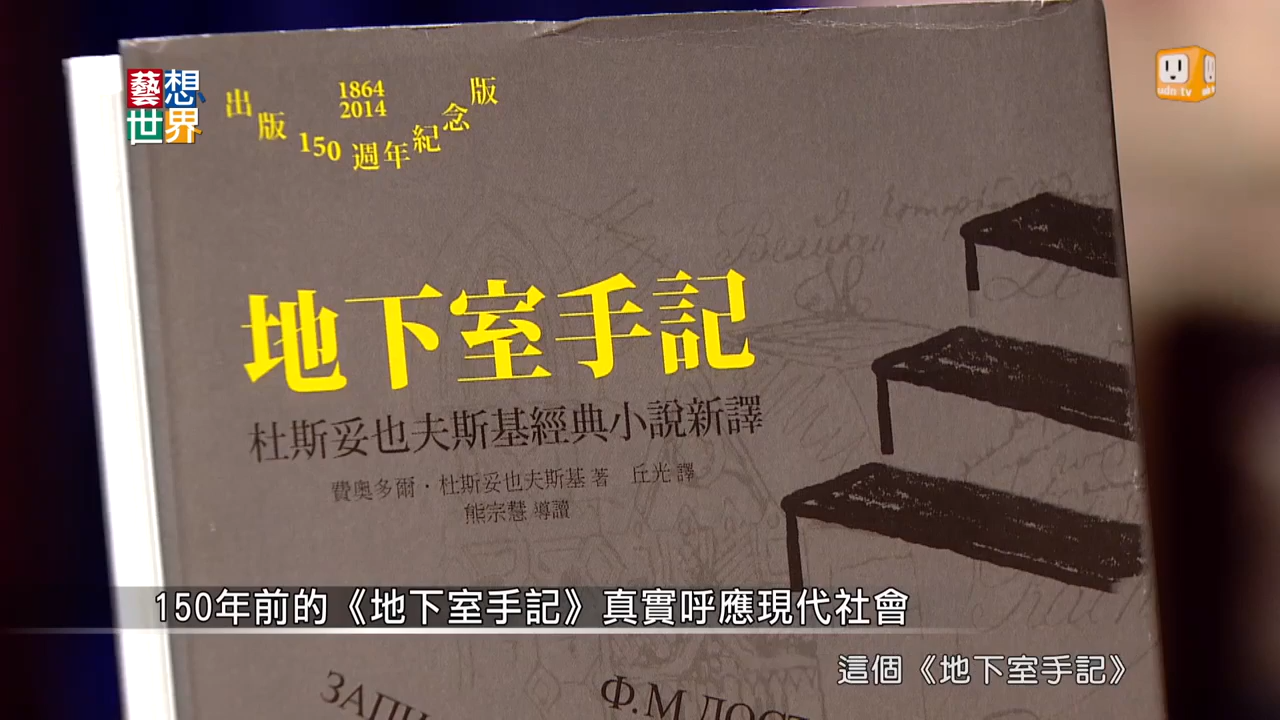 藝想
世界
udn tv
出版150週年紀念版
1864
2014
地下室手記
杜斯妥也夫斯基經典小說新譯
費奧多爾・杜斯妥也夫斯基 著 丘光 譯
熊宗慧 導讀
150年前的《地下室手記》真實呼應現代社會
這個《地下室手記》
Ф.М ДОСТ
ЗАПИ